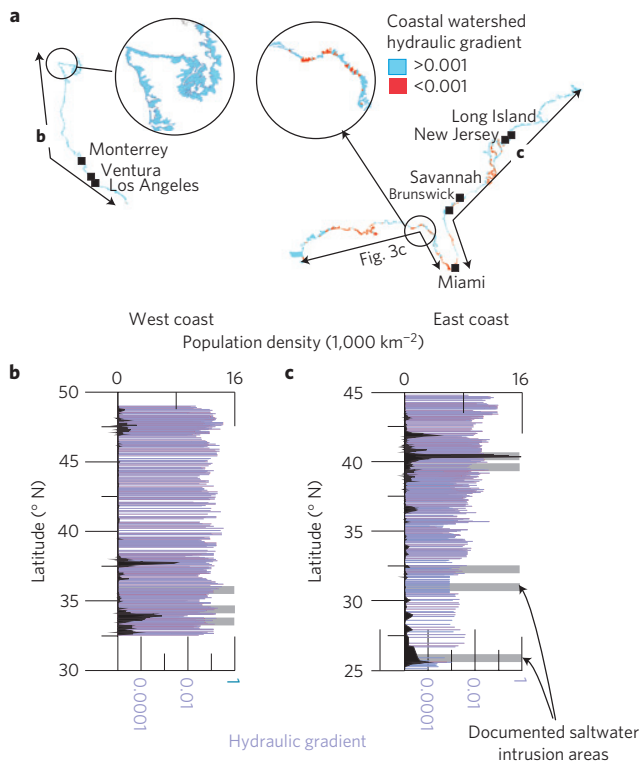 a
Coastal watershed
hydraulic gradient
>0.001
<0.001
b
Monterrey
Ventura
Los Angeles
Long Island
New Jersey
c
Savannah
Brunswick
Fig. 3c
Miami
West coast
East coast
Population density (1,000 km⁻²)
b
0
16
50
45
40
35
30
Latitude (° N)
0.0001
0.01
1
c
0
16
45
40
35
30
25
Latitude (° N)
0.0001
0.01
1
Hydraulic gradient
Documented saltwater
intrusion areas